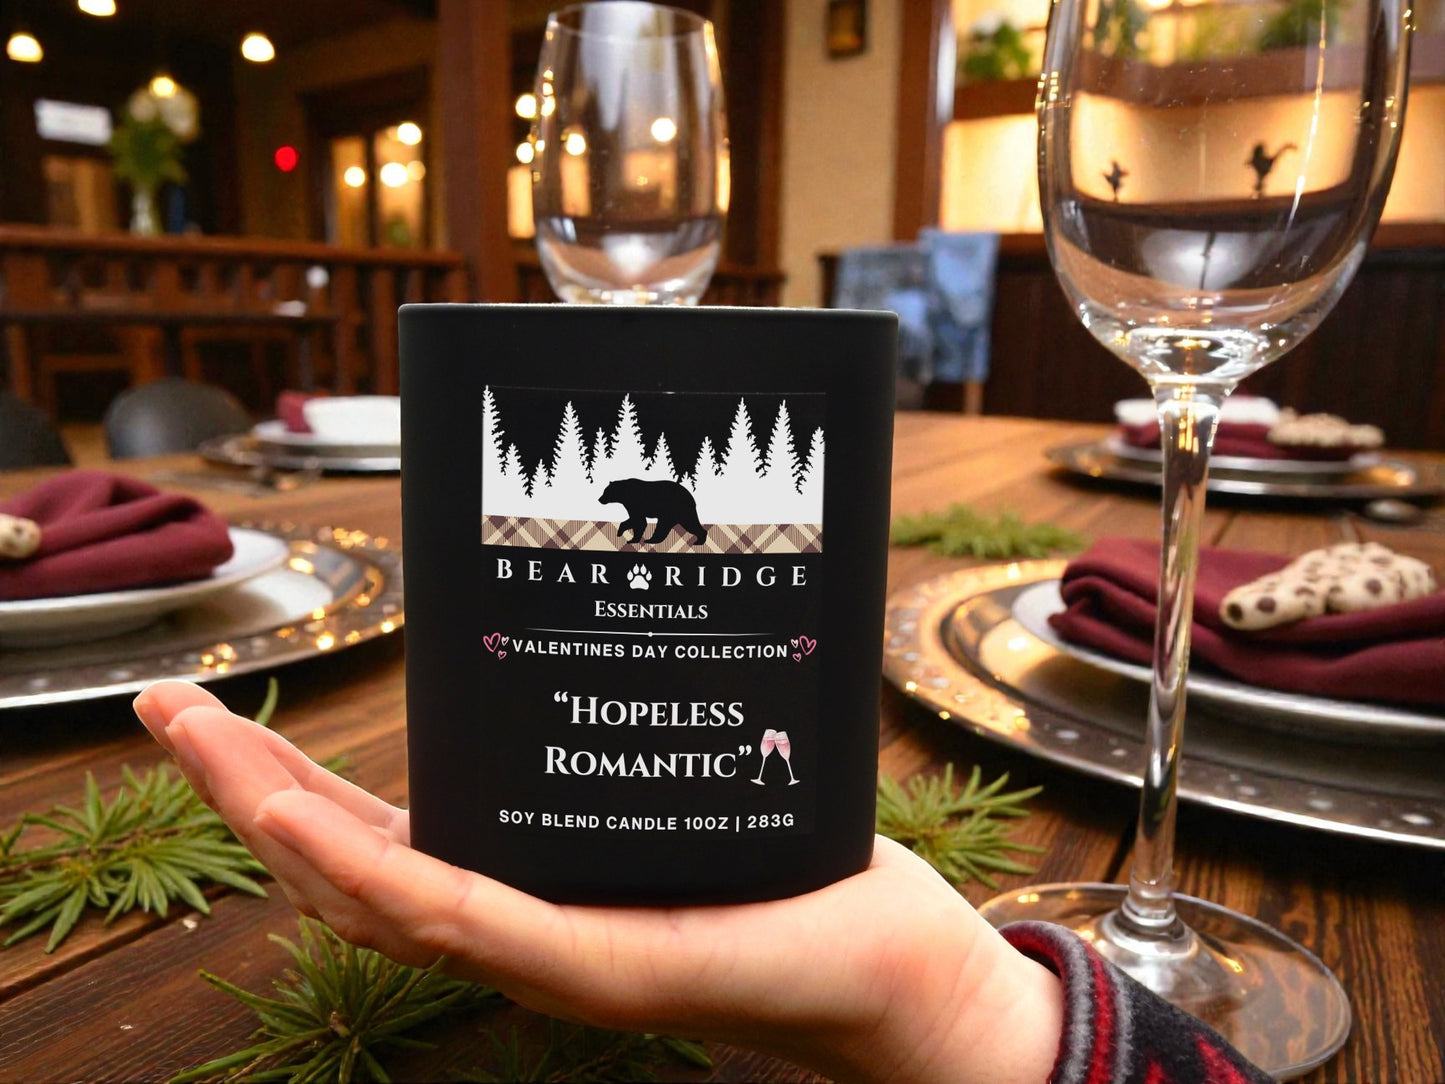 BEAR RIDGE
ESSENTIALS
VALENTINES DAY COLLECTION
“HOPELESS
ROMANTIC”
SOY BLEND CANDLE 10OZ | 283G